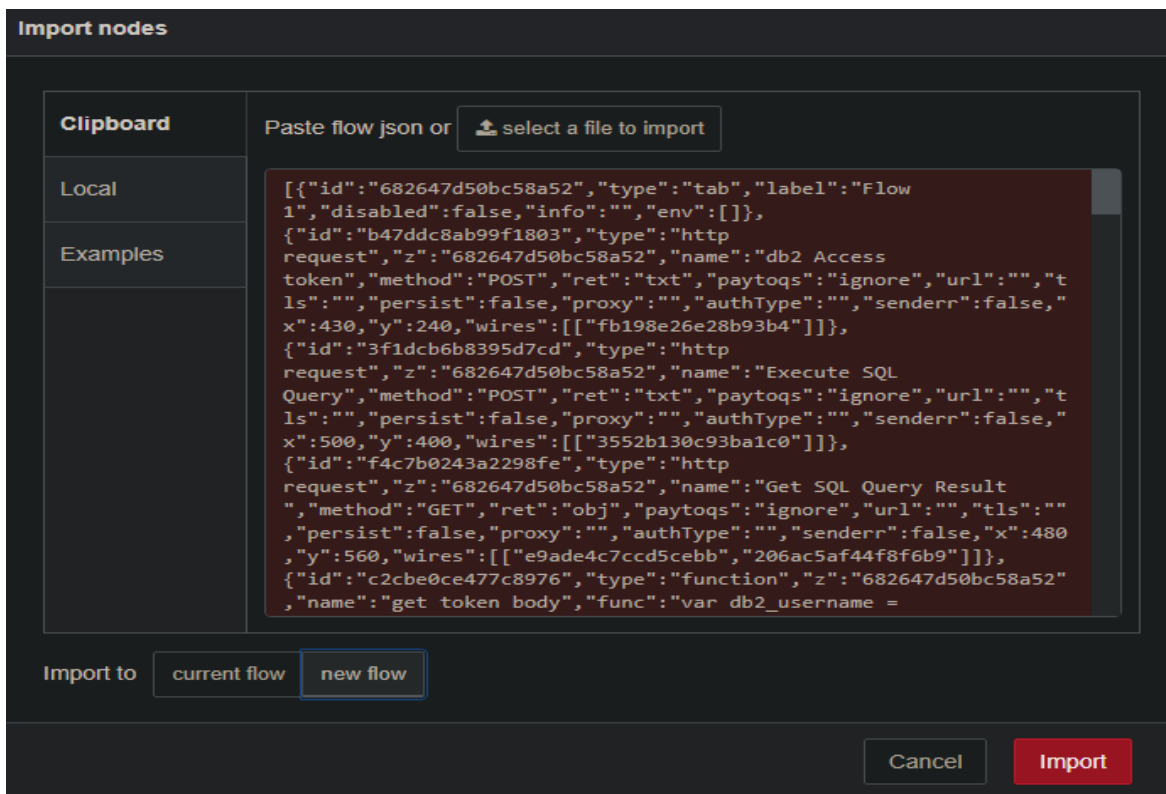 Import nodes
Clipboard
Local
Examples
Paste flow json or select a file to import
[{"id":"682647d50bc58a52","type":"tab","label":"Flow
1","disabled":false,"info":"","env":[]},
{"id":"b47ddc8ab99f1803","type":"http
request","z":"682647d50bc58a52","name":"db2 Access
token","method":"POST","ret":"txt","paytoqs":"ignore","url":"","t
ls":"","persist":false,"proxy":"","authType":"","senderr":false,"
x":430,"y":240,"wires":[["fb198e26e28b93b4"]]},
{"id":"3f1dcb6b8395d7cd","type":"http
request","z":"682647d50bc58a52","name":"Execute SQL
Query","method":"POST","ret":"txt","paytoqs":"ignore","url":"","t
ls":"","persist":false,"proxy":"","authType":"","senderr":false,"
x":500,"y":400,"wires":[["3552b130c93ba1c0"]]},
{"id":"f4c7b0243a2298fe","type":"http
request","z":"682647d50bc58a52","name":"Get SQL Query Result
","method":"GET","ret":"obj","paytoqs":"ignore","url":"","tls":""
,"persist":false,"proxy":"","authType":"","senderr":false,"x":480
,"y":560,"wires":[["e9ade4c7ccd5cebb","206ac5af44f8f6b9"]]},
{"id":"c2cbe0ce477c8976","type":"function","z":"682647d50bc58a52"
,"name":"get token body","func":"var db2_username =
Import to current flow new flow
Cancel Import